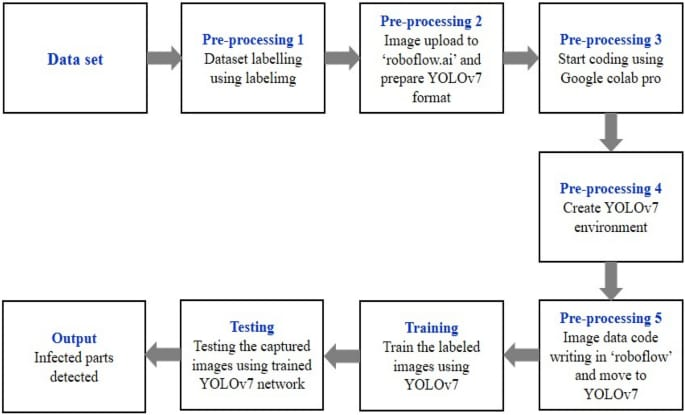 Data set
Pre-processing 1
Dataset labelling
using labelimg
Pre-processing 2
Image upload to
‘roboflow.ai’ and
prepare YOLOv7
format
Pre-processing 3
Start coding using
Google colab pro
Pre-processing 4
Create YOLOv7
environment
Pre-processing 5
Image data code
writing in ‘roboflow’
and move to
YOLOv7
Training
Train the labeled
images using
YOLOv7
Testing
Testing the captured
images using trained
YOLOv7 network
Output
Infected parts
detected